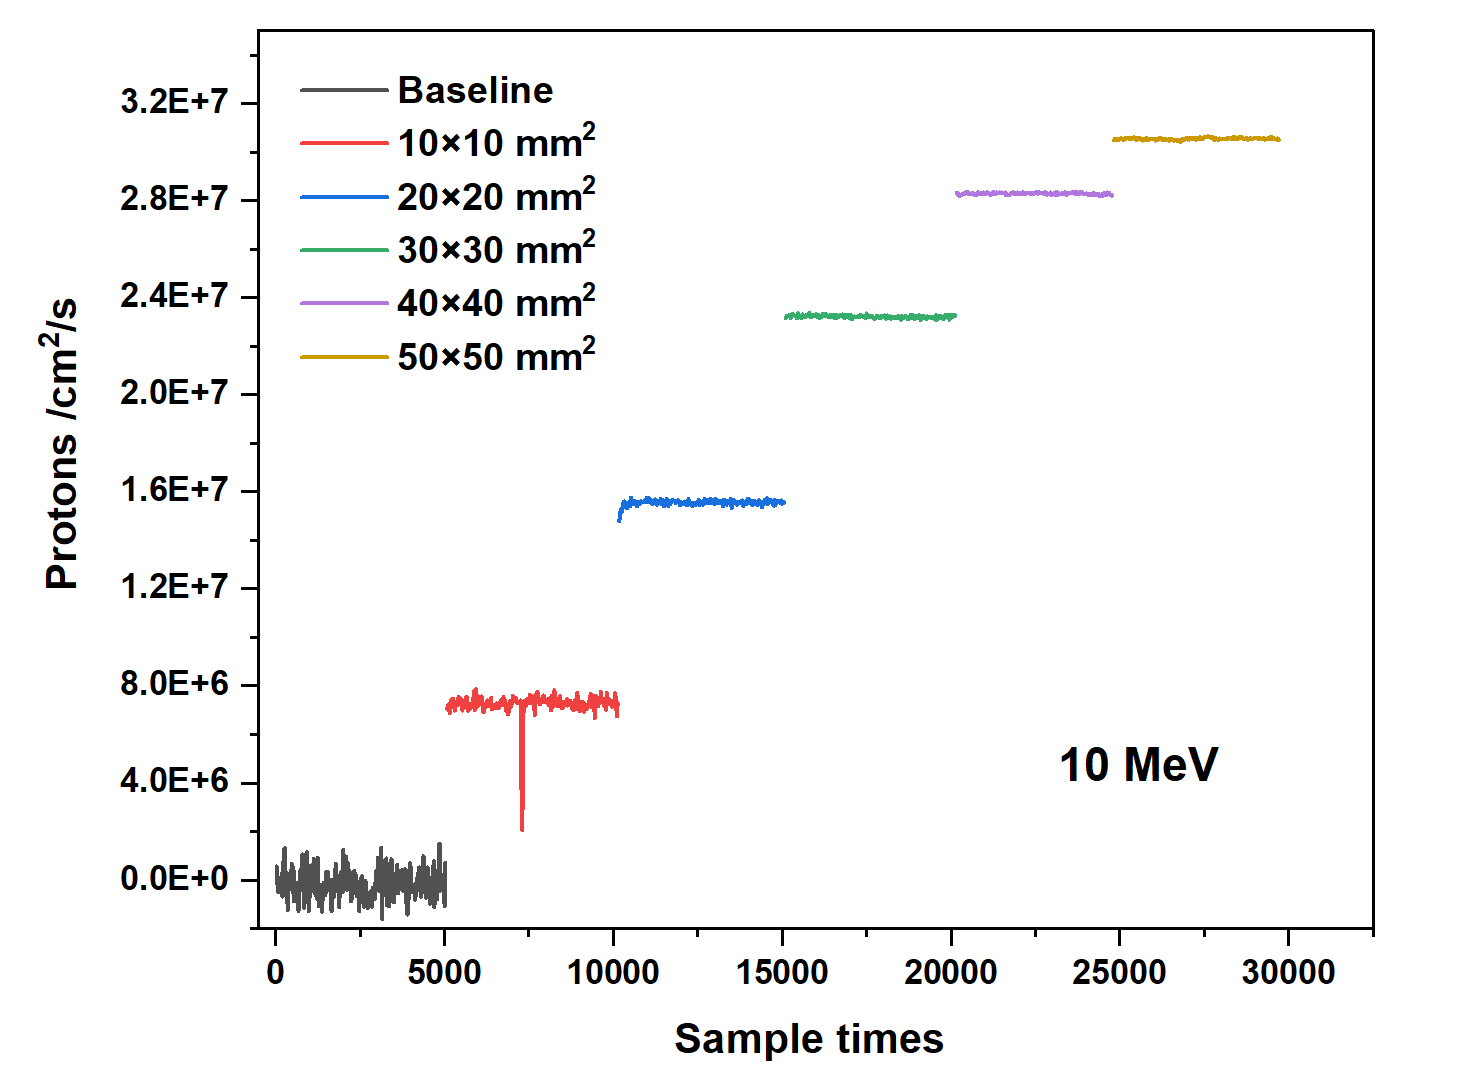 Protons /cm²/s
3.2E+7
2.8E+7
2.4E+7
2.0E+7
1.6E+7
1.2E+7
8.0E+6
4.0E+6
0.0E+0
Baseline
10×10 mm²
20×20 mm²
30×30 mm²
40×40 mm²
50×50 mm²
10 MeV
0 5000 10000 15000 20000 25000 30000
Sample times